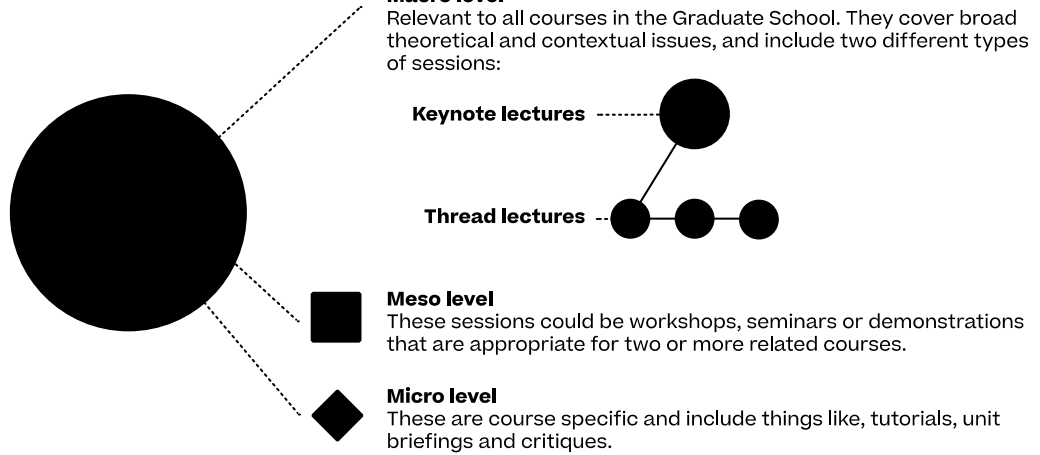 Macro level
Relevant to all courses in the Graduate School. They cover broad
theoretical and contextual issues, and include two different types
of sessions:
Keynote lectures
Thread lectures
Meso level
These sessions could be workshops, seminars or demonstrations
that are appropriate for two or more related courses.
Micro level
These are course specific and include things like, tutorials, unit
briefings and critiques.